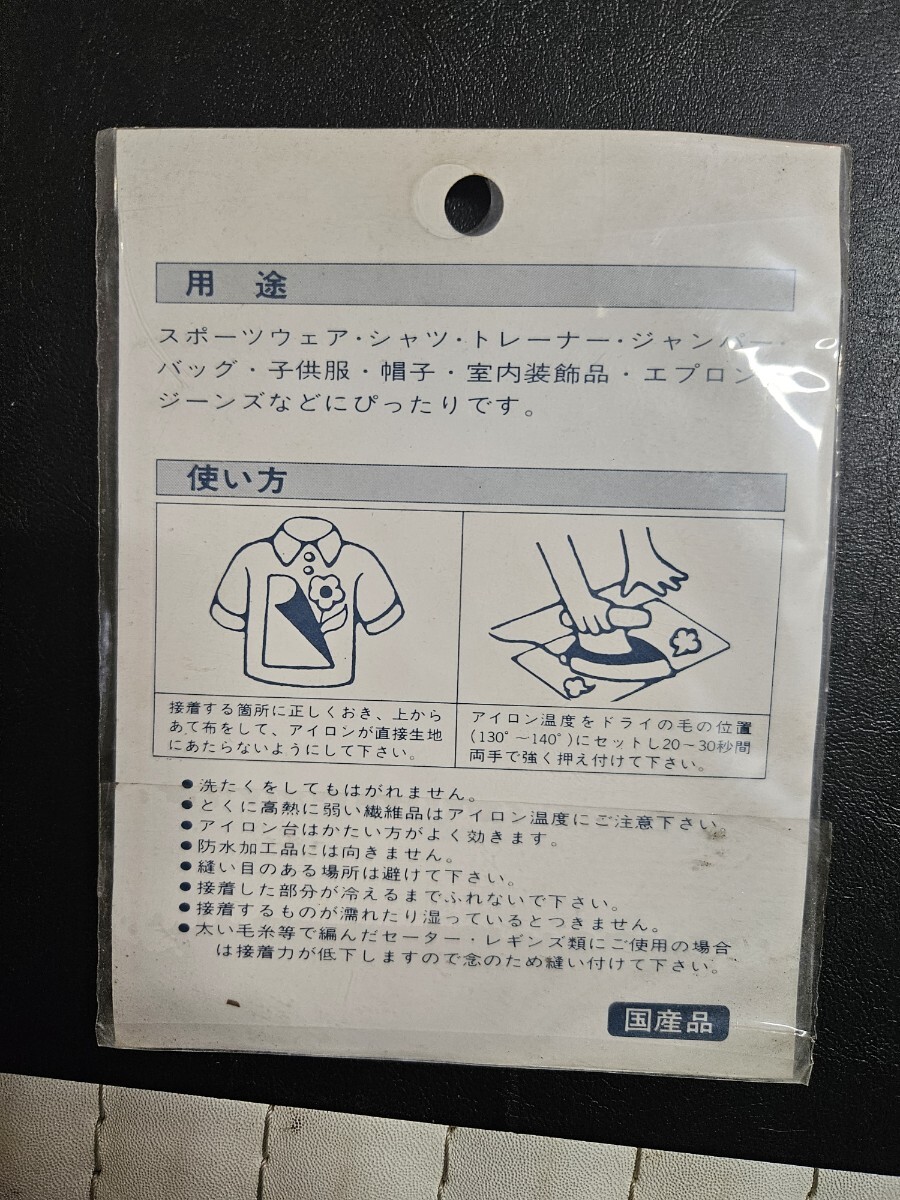 用途
スポーツウェア・シャツ・トレーナー・ジャンパー・
バッグ・子供服・帽子・室内装飾品・エプロン・
ジーンズなどにぴったりです。
使い方
接着する箇所に正しくおき、上から
あて布をして、アイロンが直接生地
にあたらないようにして下さい。
アイロン温度をドライの毛の位置
(130°～140°)にセットし20～30秒間
両手で強く押え付けて下さい。
●洗たくをしてもはがれません。
●とくに高熱に弱い繊維品はアイロン温度にご注意下さい。
●アイロン台はかたい方がよく効きます。
●防水加工品には向きません。
●縫い目のある場所は避けて下さい。
●接着した部分が冷えるまでふれないで下さい。
●接着するものが濡れたり湿っているとつきません。
●太い毛糸等で編んだセーター・レギンズ類にご使用の場合
は接着力が低下しますので念のため縫い付けて下さい。
国産品